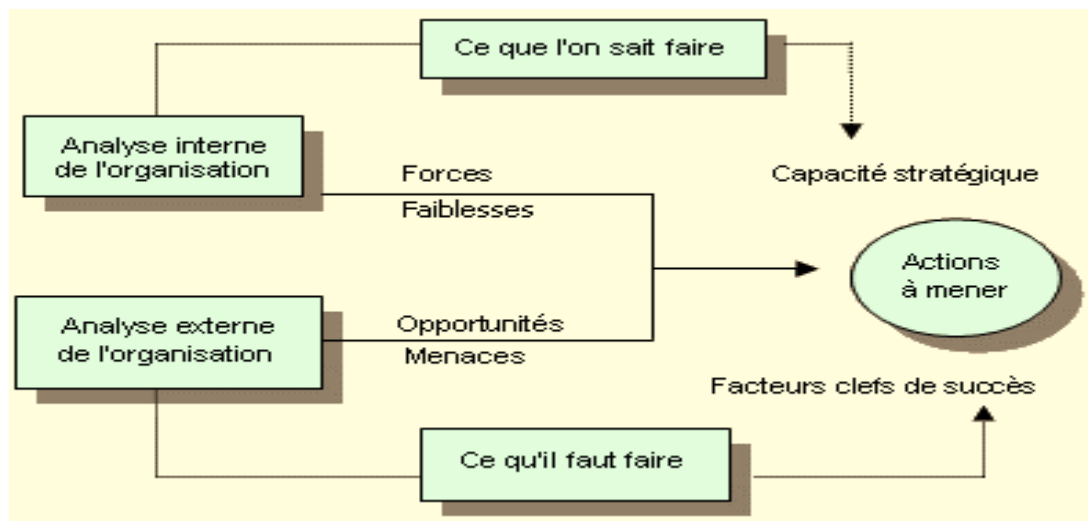 Ce que l'on sait faire
Analyse interne
de l'organisation
Forces
Faiblesses
Capacité stratégique
Actions
à mener
Analyse externe
de l'organisation
Opportunités
Menaces
Facteurs clefs de succès
Ce qu'il faut faire